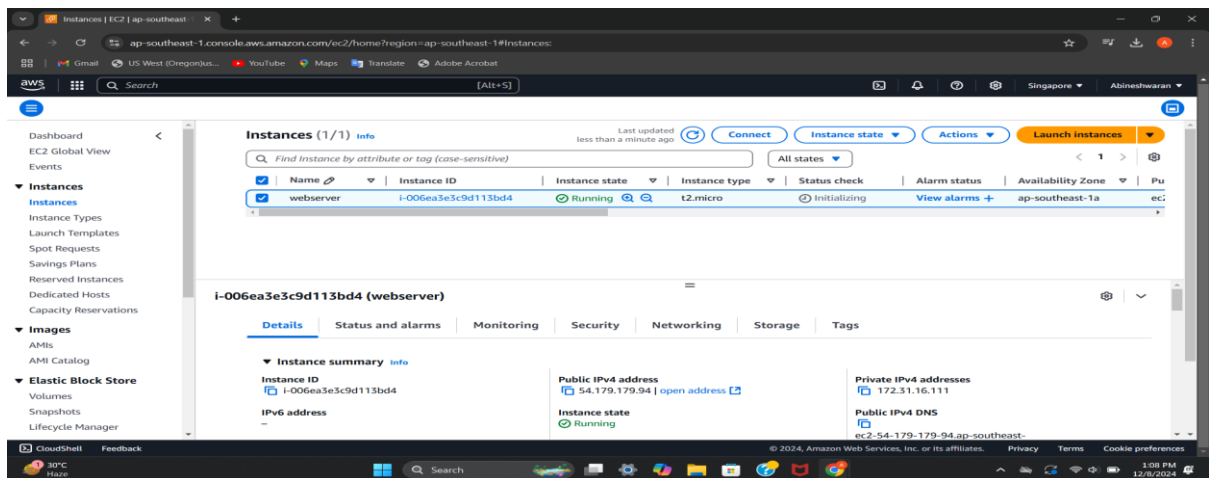 Instances | EC2 | ap-southeast-1
ap-southeast-1.console.aws.amazon.com/ec2/home?region=ap-southeast-1#Instances:
Gmail US West (Oregon)us... YouTube Maps Translate Adobe Acrobat
aws Search [Alt+S] Singapore Abineshwaran
Dashboard
EC2 Global View
Events
Instances
Instances
Instance Types
Launch Templates
Spot Requests
Savings Plans
Reserved Instances
Dedicated Hosts
Capacity Reservations
Images
AMIs
AMI Catalog
Elastic Block Store
Volumes
Snapshots
Lifecycle Manager
Instances (1/1) Info
Last updated
less than a minute ago
Connect Instance state Actions Launch instances
Find Instance by attribute or tag (case-sensitive) All states 1
Name Instance ID Instance state Instance type Status check Alarm status Availability Zone Pu
webserver i-006ea3e3c9d113bd4 Running t2.micro Initializing View alarms + ap-southeast-1a ec2
i-006ea3e3c9d113bd4 (webserver)
Details Status and alarms Monitoring Security Networking Storage Tags
Instance summary Info
Instance ID
i-006ea3e3c9d113bd4
IPv6 address
–
Public IPv4 address
54.179.179.94 | open address
Instance state
Running
Private IPv4 addresses
172.31.16.111
Public IPv4 DNS
ec2-54-179-179-94.ap-southeast-
CloudShell Feedback © 2024, Amazon Web Services, Inc. or its affiliates. Privacy Terms Cookie preferences
30°C
Haze
Search
1:08 PM
12/8/2024